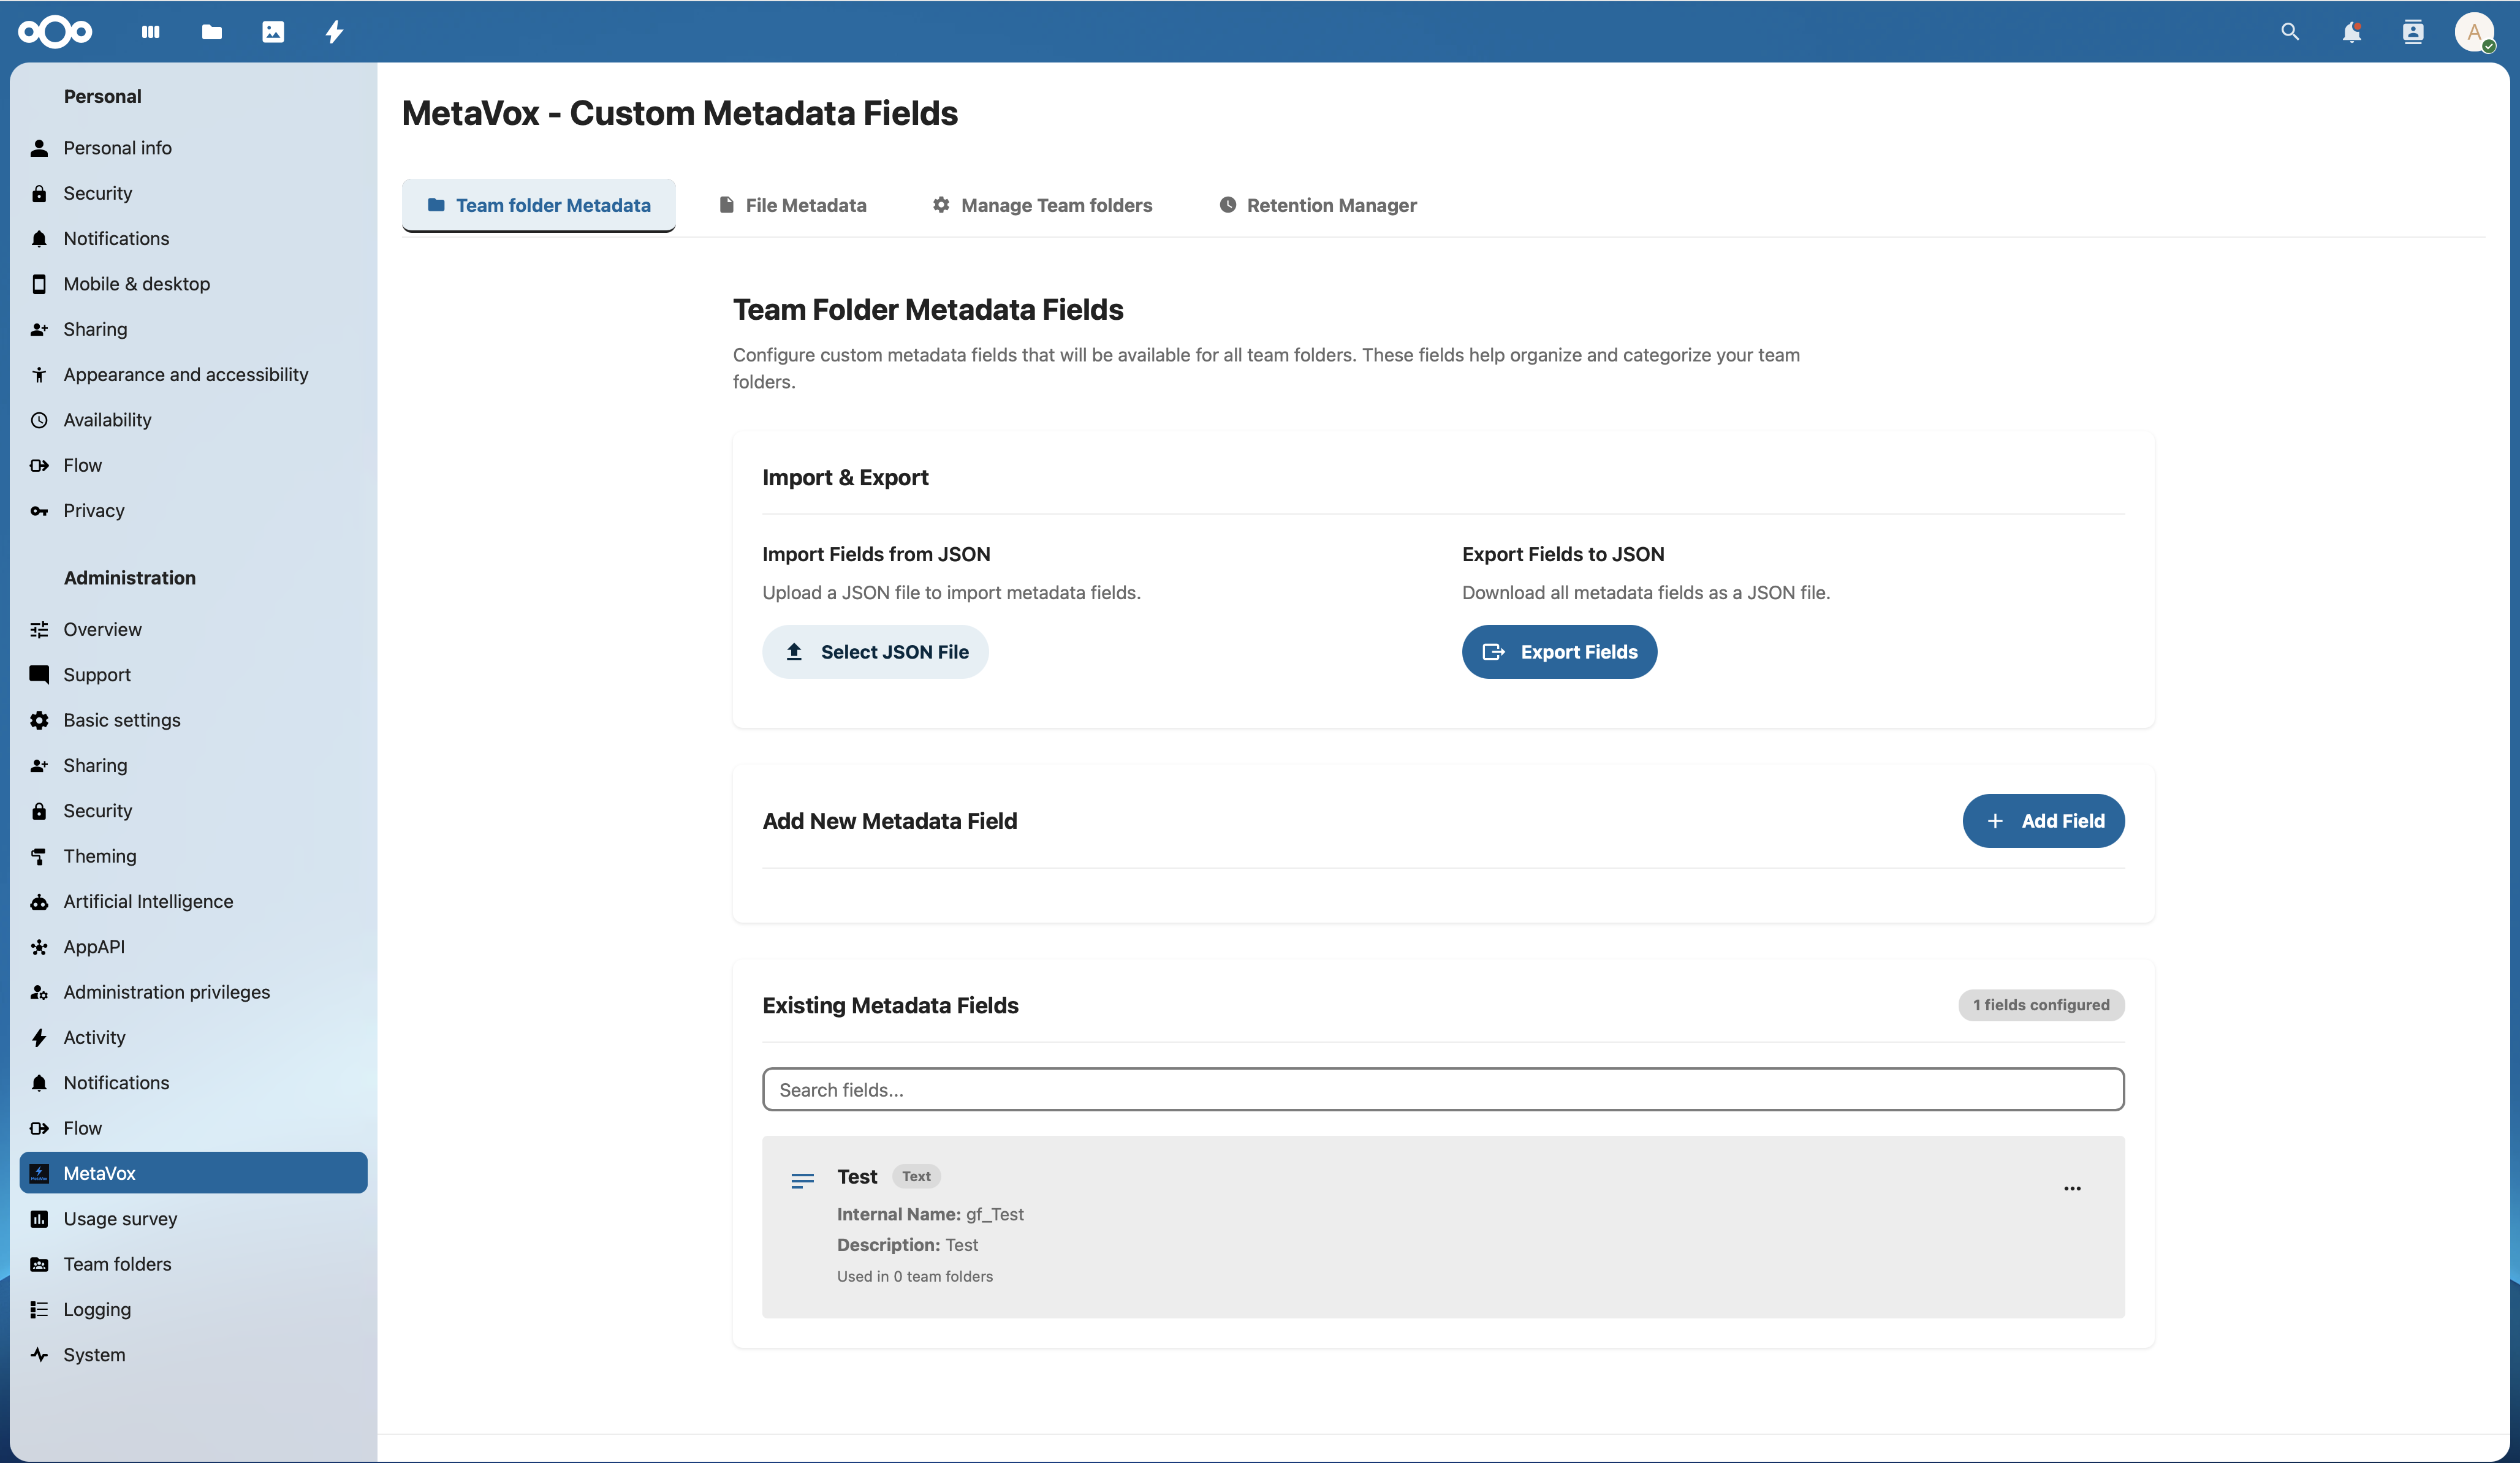 A
Personal
Personal info
Security
Notifications
Mobile & desktop
Sharing
Appearance and accessibility
Availability
Flow
Privacy
Administration
Overview
Support
Basic settings
Sharing
Security
Theming
Artificial Intelligence
AppAPI
Administration privileges
Activity
Notifications
Flow
MetaVox
Usage survey
Team folders
Logging
System
MetaVox - Custom Metadata Fields
Team folder Metadata
File Metadata
Manage Team folders
Retention Manager
Team Folder Metadata Fields
Configure custom metadata fields that will be available for all team folders. These fields help organize and categorize your team
folders.
Import & Export
Import Fields from JSON
Upload a JSON file to import metadata fields.
Select JSON File
Export Fields to JSON
Download all metadata fields as a JSON file.
Export Fields
Add New Metadata Field
Add Field
Existing Metadata Fields
1 fields configured
Search fields...
Test Text
Internal Name: gf_Test
Description: Test
Used in 0 team folders